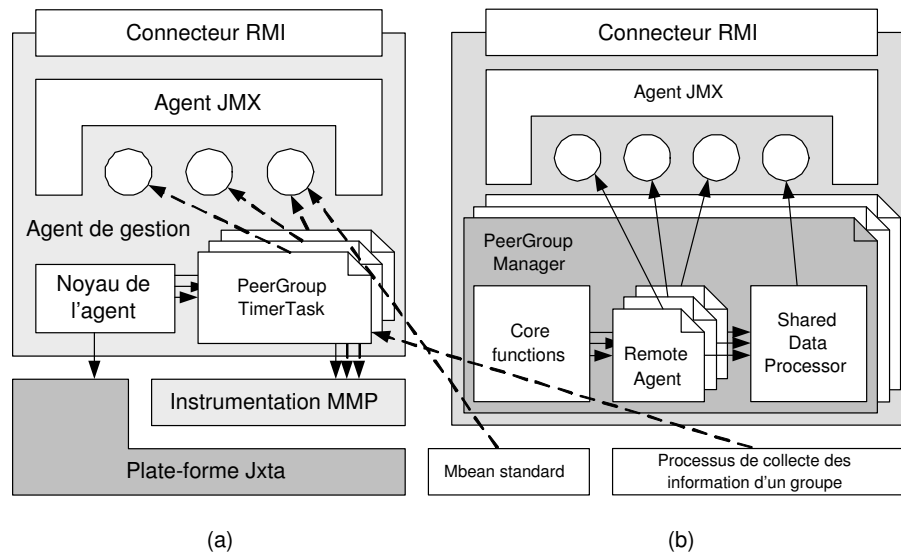 Connecteur RMI
Agent JMX
Agent de gestion
Noyau de
l'agent
PeerGroup
TimerTask
Instrumentation MMP
Plate-forme Jxta
(a)
Connecteur RMI
Agent JMX
PeerGroup
Manager
Core
functions
Remote
Agent
Shared
Data
Processor
Mbean standard
Processus de collecte des
information d'un groupe
(b)